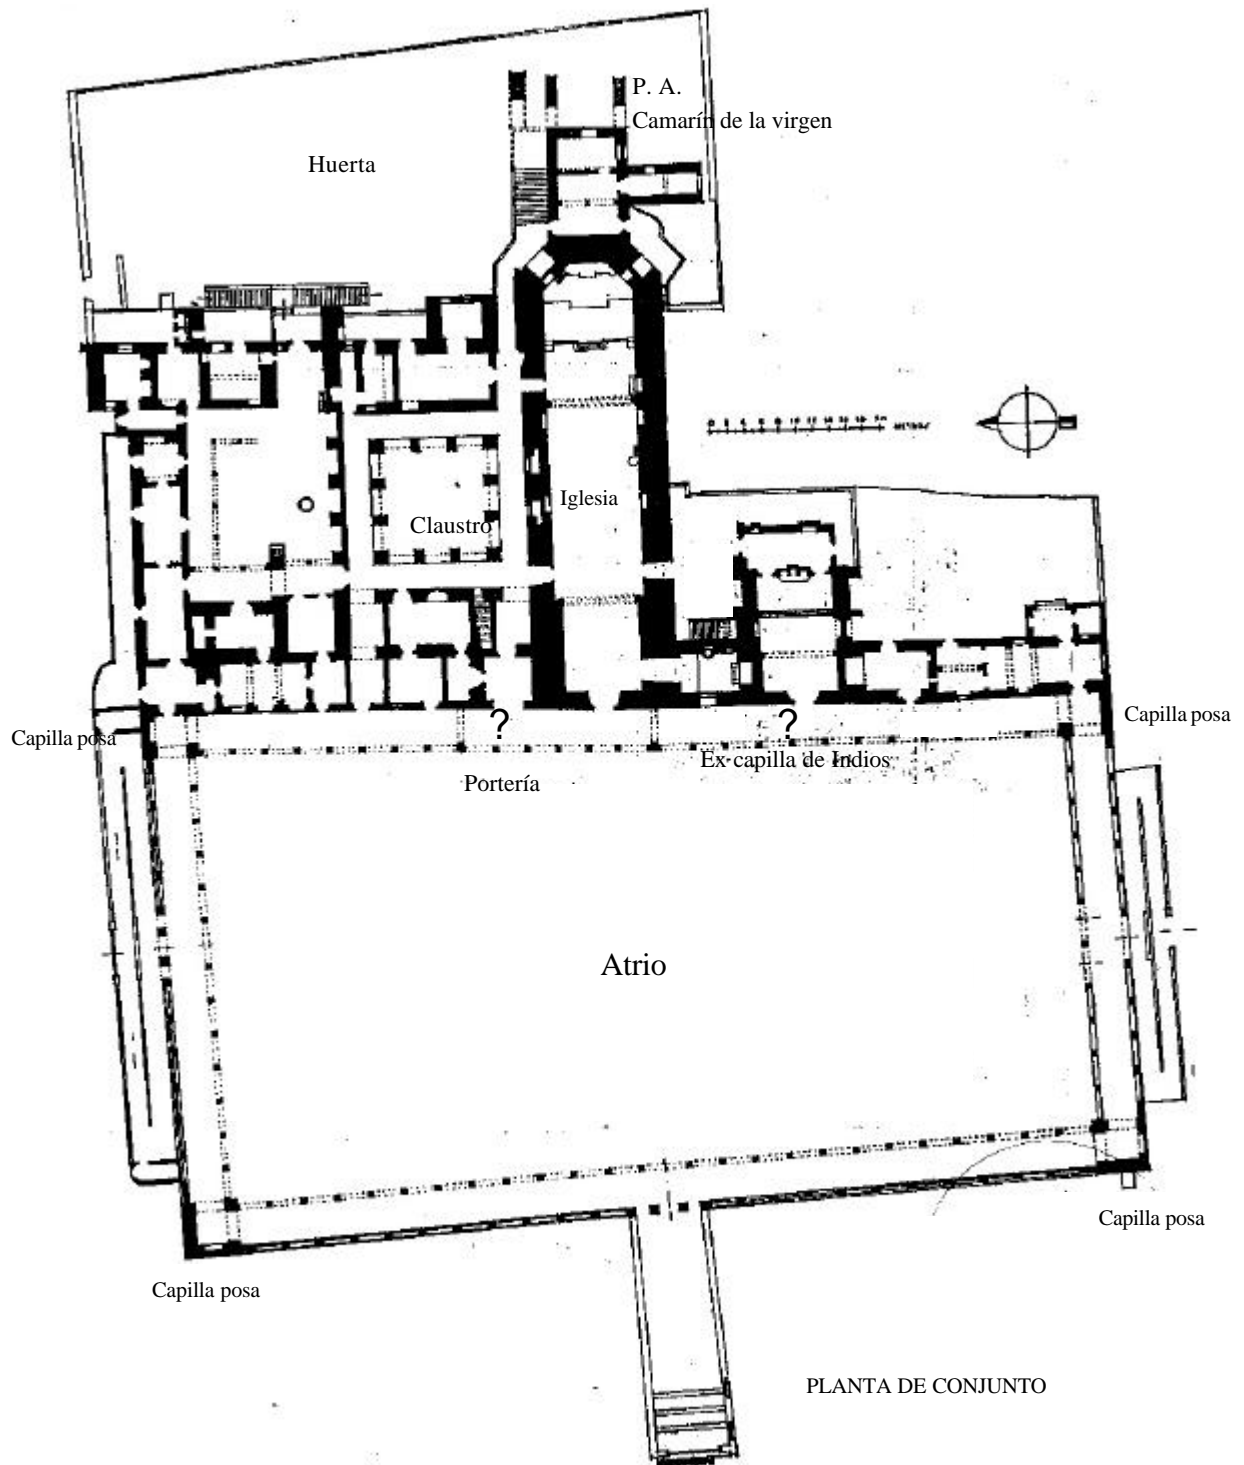 P. A.
Camarín de la virgen
Huerta
Iglesia
Claustro
?
?
Capilla posa
Capilla posa
Ex-capilla de Indios
Portería
Atrio
Capilla posa
Capilla posa
PLANTA DE CONJUNTO